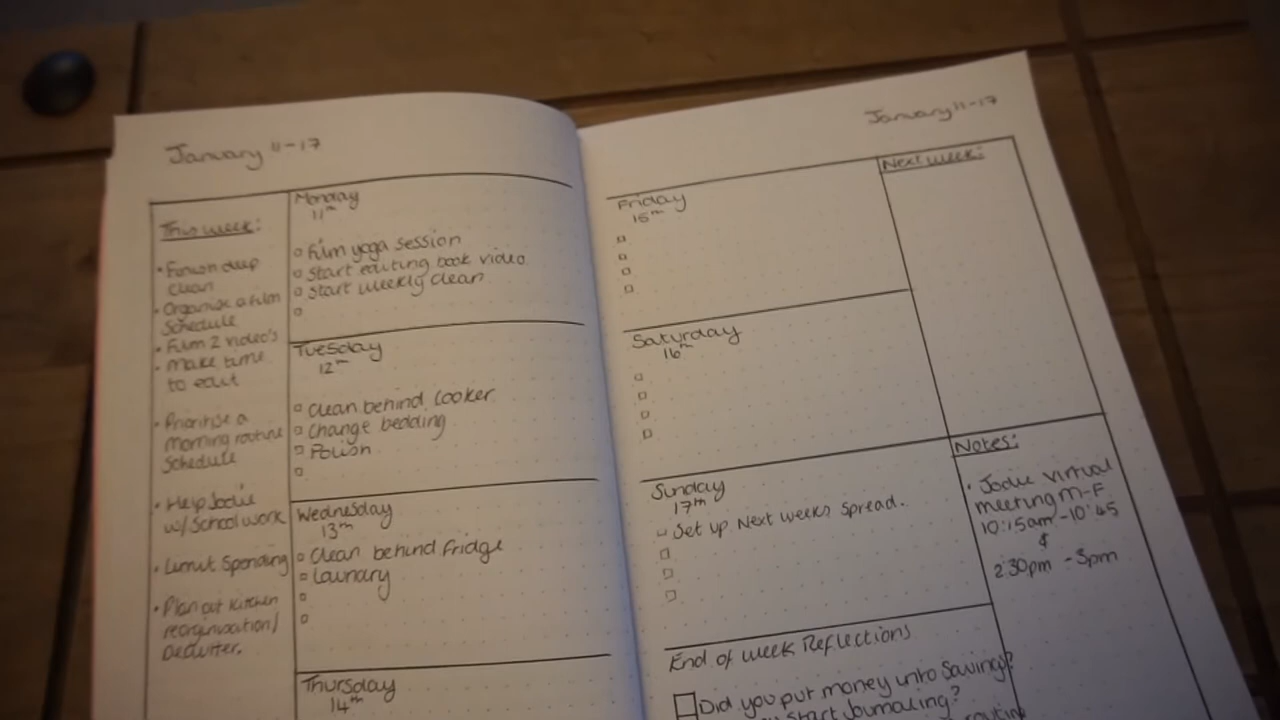 January 11-17
This week:
• Finish deep
clean
• Organise a film
Schedule
• Film 2 video's
• make time
to edit
• Prioritise a
morning routine
Schedule
• Help Jodie
w/ School work
• Limit Spending
• Plan out kitchen
reorganisation/
Declutter.
Monday
11th
Film yoga session
Start editing book video
Start weekly clean
Tuesday
12th
Clean behind Cooker
Change bedding
Polish
Wednesday
13th
Clean behind Fridge
Laundry
Thursday
14th
January 11-17
Friday
15th
Saturday
16th
Sunday
17th
Set up Next weeks Spread.
End of week Reflections
Did you put money into Saving?
Start Journaling?
Next week:
Notes:
• Jodie Virtual
meeting M-F
10:15am - 10:45
&
2:30pm - 3pm